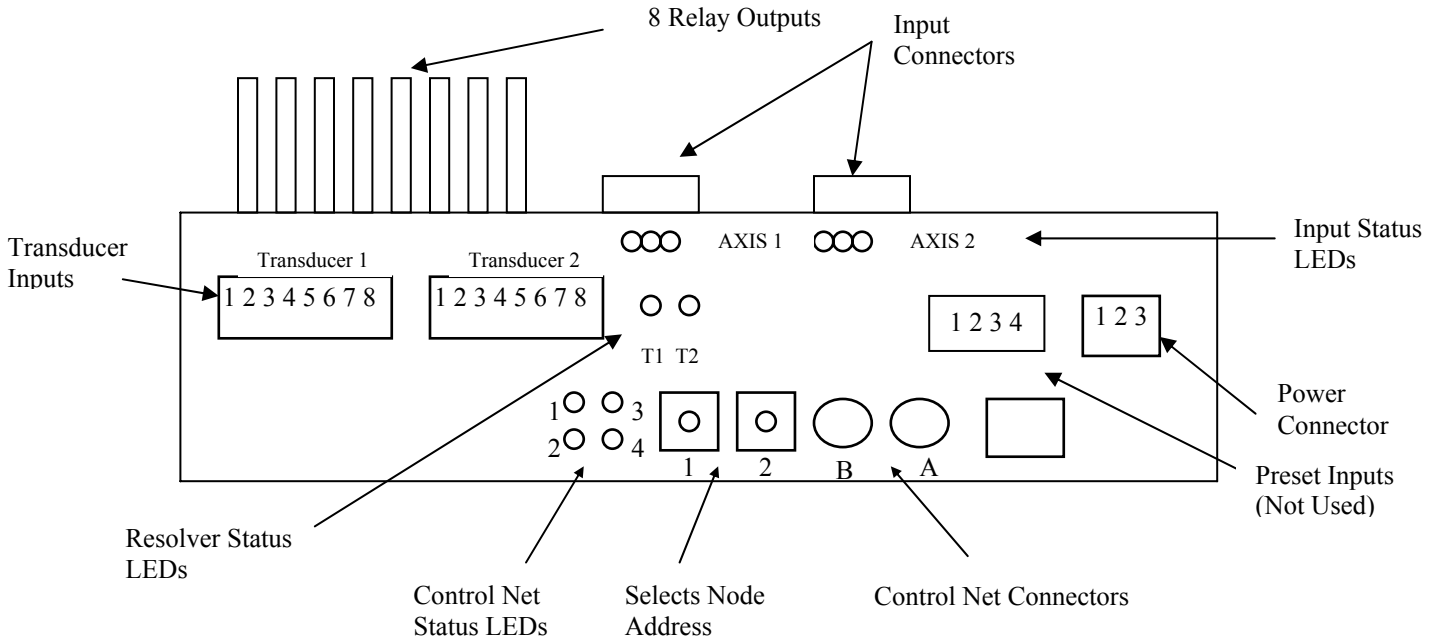 8 Relay Outputs
Input
Connectors
Transducer
Inputs
Transducer 1
Transducer 2
AXIS 1
AXIS 2
Input Status
LEDs
1 2 3 4 5 6 7 8
1 2 3 4 5 6 7 8
1 2 3 4
1 2 3
T1 T2
1
3
2
4
1
2
B
A
Power
Connector
Preset Inputs
(Not Used)
Resolver Status
LEDs
Control Net
Status LEDs
Selects Node
Address
Control Net Connectors